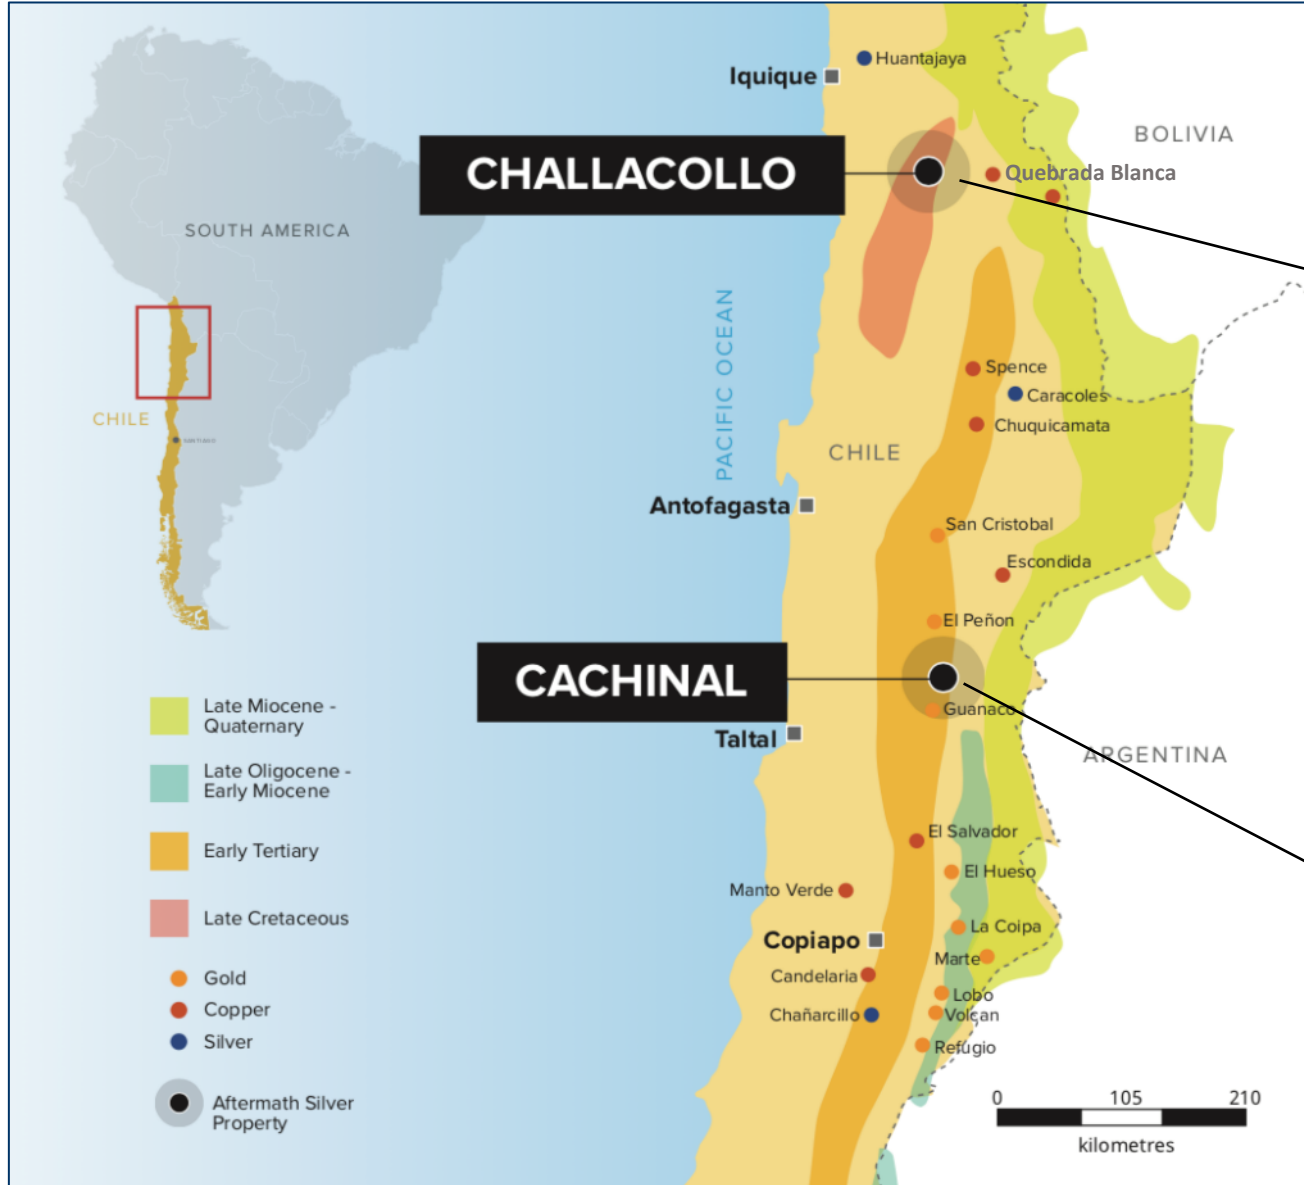 Huantajaya
Iquique
BOLIVIA
CHALLACOLLO
Quebrada Blanca
SOUTH AMERICA
PACIFIC OCEAN
Spence
Caracoles
CHILE
Chuquicamata
SANTIAGO
CHILE
Antofagasta
San Cristobal
Escondida
El Peñon
CACHINAL
Guanaco
Taltal
ARGENTINA
Late Miocene -
Quaternary
Late Oligocene -
Early Miocene
Early Tertiary
Late Cretaceous
Gold
Copper
Silver
Aftermath Silver
Property
El Salvador
El Hueso
Manto Verde
La Coipa
Copiapo
Marte
Candelaria
Lobo
Chañarcillo
Volcan
Refugio
0 105 210
kilometres